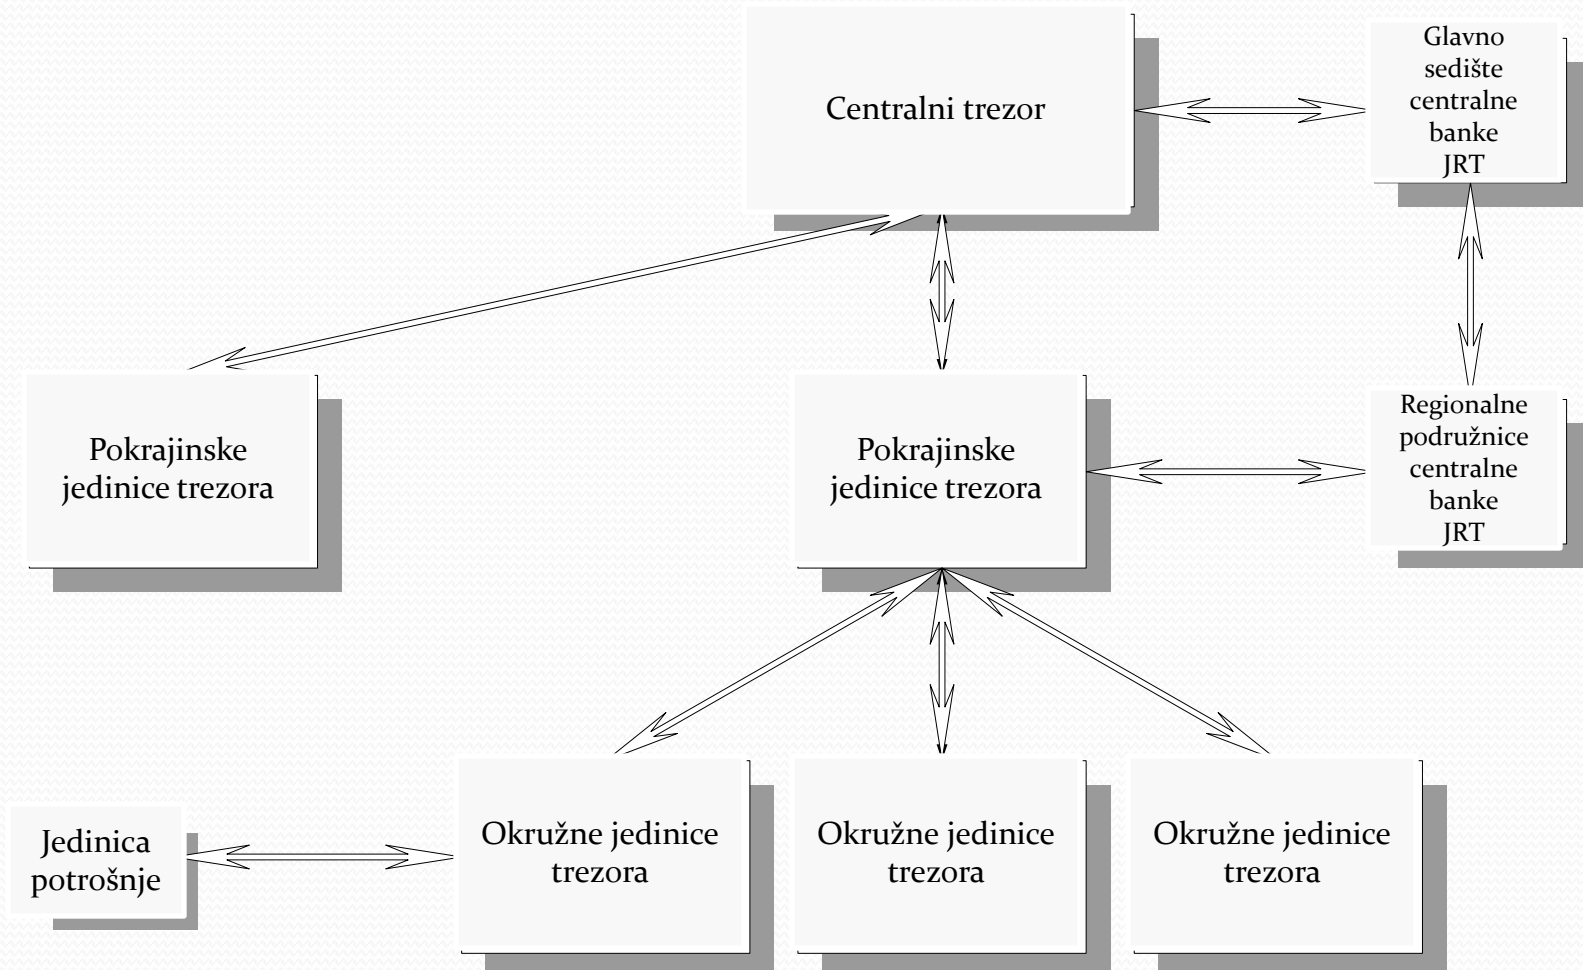 Centralni trezor
Glavno
sedište
centralne
banke
JRT
Pokrajinske
jedinice trezora
Pokrajinske
jedinice trezora
Regionalne
podružnice
centralne
banke
JRT
Jedinica
potrošnje
Okružne jedinice
trezora
Okružne jedinice
trezora
Okružne jedinice
trezora